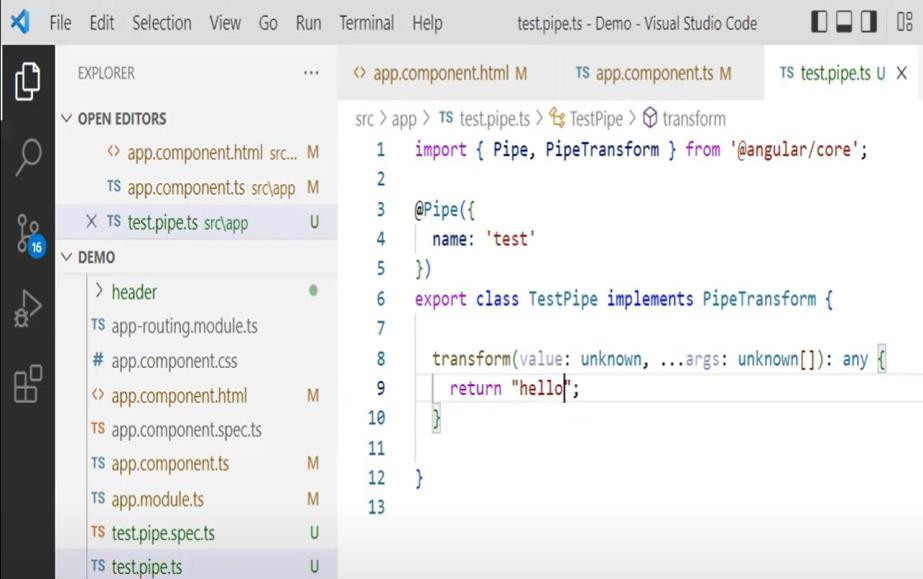 File Edit Selection View Go Run Terminal Help test.pipe.ts - Demo - Visual Studio Code
EXPLORER ...
OPEN EDITORS
<> app.component.html src... M
TS app.component.ts src\app M
X TS test.pipe.ts src\app U
DEMO
header
TS app-routing.module.ts
# app.component.css
<> app.component.html M
TS app.component.spec.ts
TS app.component.ts M
TS app.module.ts M
TS test.pipe.spec.ts U
TS test.pipe.ts U
16
<> app.component.html M TS app.component.ts M TS test.pipe.ts U X
src > app > TS test.pipe.ts > TestPipe > transform
1 import { Pipe, PipeTransform } from '@angular/core';
2
3 @Pipe({
4 name: 'test'
5 })
6 export class TestPipe implements PipeTransform {
7
8 transform(value: unknown, ...args: unknown[]): any {
9 return "hello";
10 }
11
12 }
13